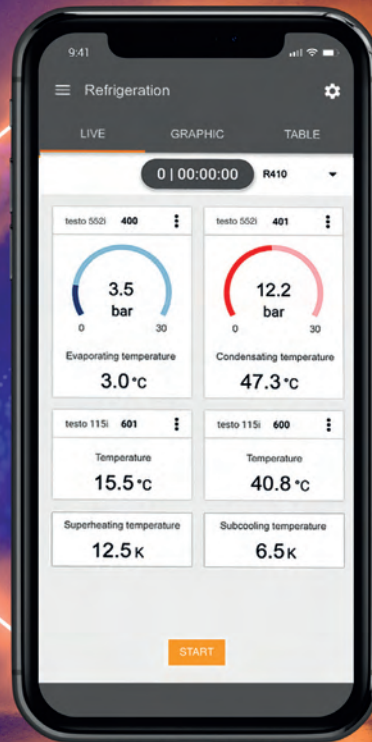 9:41
Refrigeration
LIVE GRAPHIC TABLE
0 | 00:00:00 R410
testo 552i 400 testo 552i 401
3.5 12.2
bar bar
0 30 0 30
Evaporating temperature Condensating temperature
3.0 °C 47.3 °C
testo 115i 601 testo 115i 600
Temperature Temperature
15.5 °C 40.8 °C
Superheating temperature Subcooling temperature
12.5 K 6.5 K
START